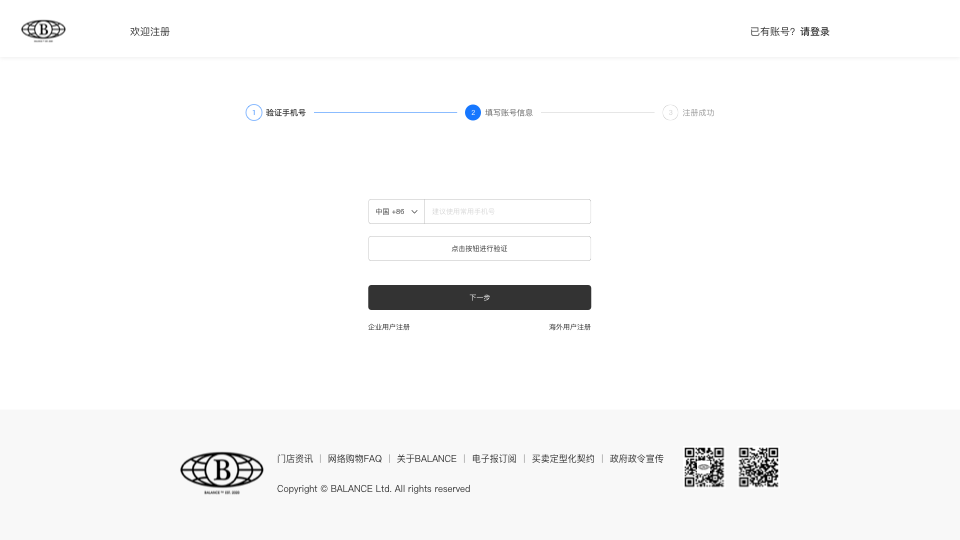 B
欢迎注册
已有账号？请登录
1 验证手机号
2 填写账号信息
3 注册成功
中国 +86
建议使用常用手机号
点击按钮进行验证
下一步
企业用户注册
海外用户注册
B
BALANCE™ EST. 2020
门店资讯 | 网络购物FAQ | 关于BALANCE | 电子报订阅 | 买卖定型化契约 | 政府政令宣传
Copyright © BALANCE Ltd. All rights reserved